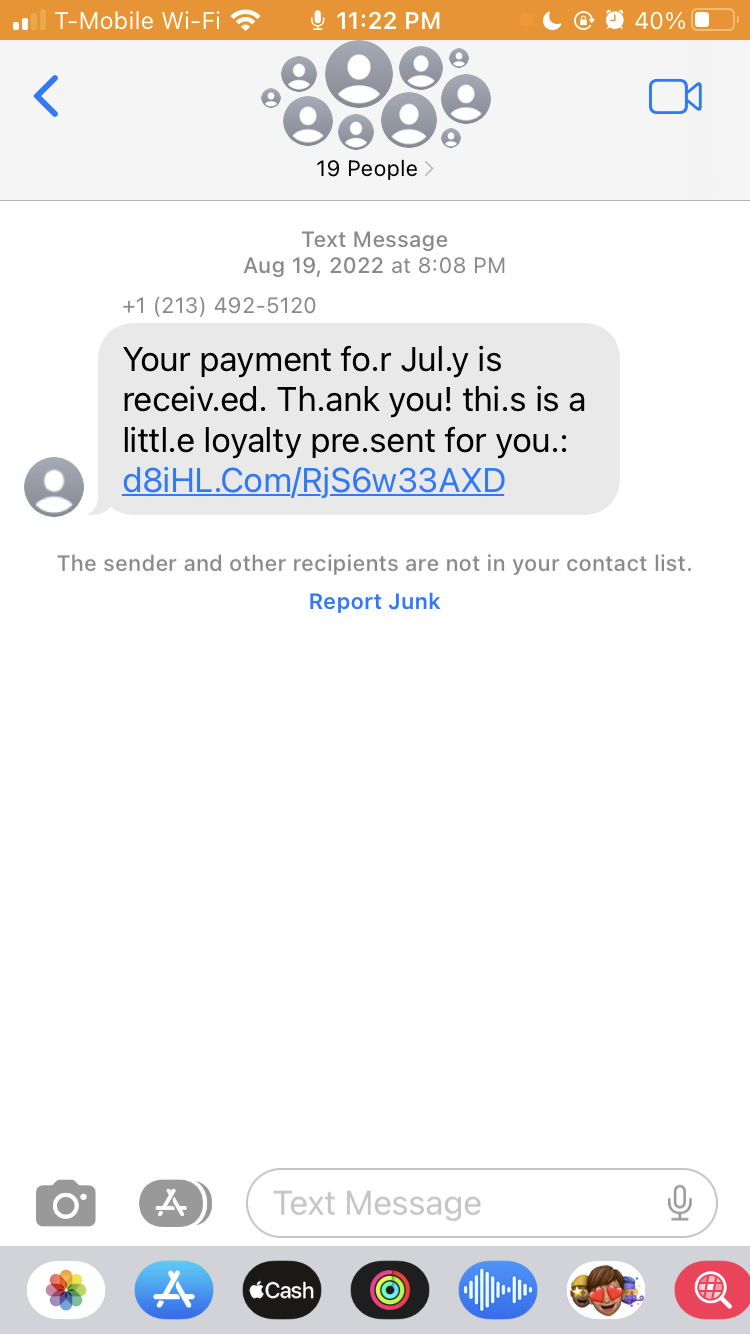 T-Mobile Wi-Fi 11:22 PM 40%
19 People
Text Message
Aug 19, 2022 at 8:08 PM
+1 (213) 492-5120
Your payment fo.r Jul.y is
receiv.ed. Th.ank you! thi.s is a
littl.e loyalty pre.sent for you.:
d8iHL.Com/RjS6w33AXD
The sender and other recipients are not in your contact list.
Report Junk
Text Message
Cash